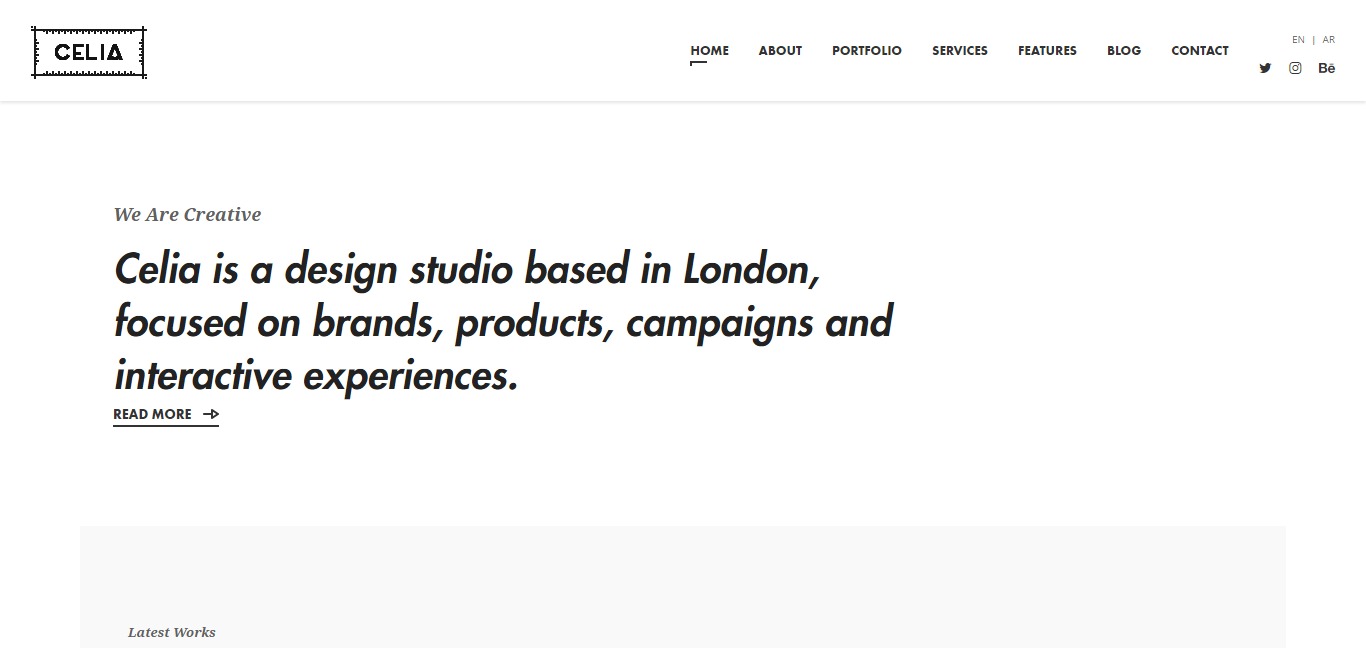 CELIA
HOME ABOUT PORTFOLIO SERVICES FEATURES BLOG CONTACT
EN | AR
Bē
We Are Creative
Celia is a design studio based in London,
focused on brands, products, campaigns and
interactive experiences.
READ MORE
Latest Works